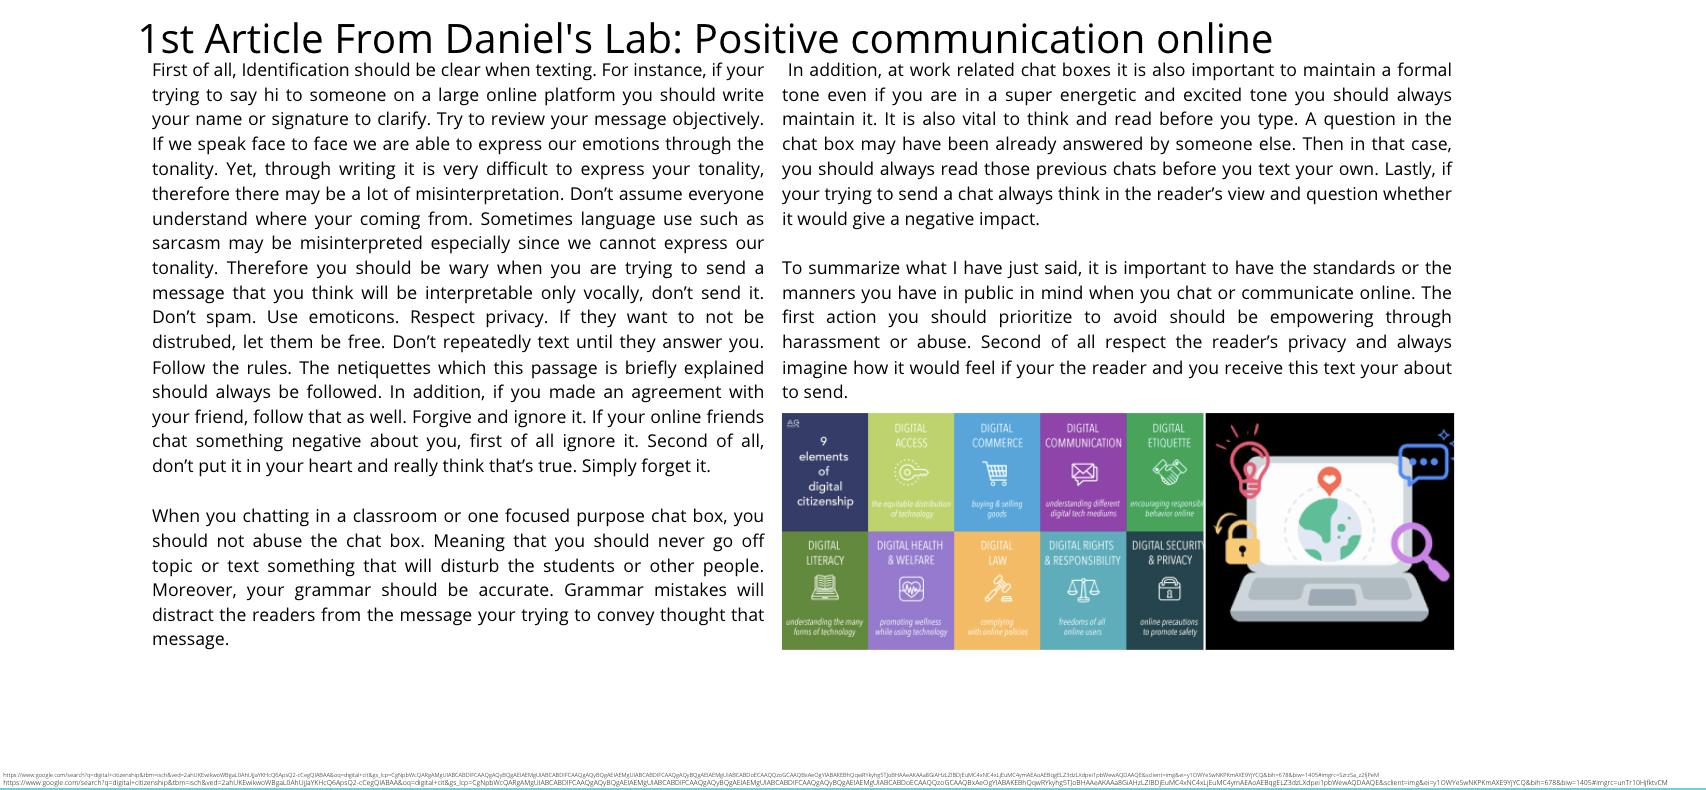 1st Article From Daniel's Lab: Positive communication online
First of all, Identification should be clear when texting. For instance, if your
trying to say hi to someone on a large online platform you should write
your name or signature to clarify. Try to review your message objectively.
If we speak face to face we are able to express our emotions through the
tonality. Yet, through writing it is very difficult to express your tonality,
therefore there may be a lot of misinterpretation. Don’t assume everyone
understand where your coming from. Sometimes language use such as
sarcasm may be misinterpreted especially since we cannot express our
tonality. Therefore you should be wary when you are trying to send a
message that you think will be interpretable only vocally, don’t send it.
Don’t spam. Use emoticons. Respect privacy. If they want to not be
distrubed, let them be free. Don’t repeatedly text until they answer you.
Follow the rules. The netiquettes which this passage is briefly explained
should always be followed. In addition, if you made an agreement with
your friend, follow that as well. Forgive and ignore it. If your online friends
chat something negative about you, first of all ignore it. Second of all,
don’t put it in your heart and really think that’s true. Simply forget it.
When you chatting in a classroom or one focused purpose chat box, you
should not abuse the chat box. Meaning that you should never go off
topic or text something that will disturb the students or other people.
Moreover, your grammar should be accurate. Grammar mistakes will
distract the readers from the message your trying to convey thought that
message.
In addition, at work related chat boxes it is also important to maintain a formal
tone even if you are in a super energetic and excited tone you should always
maintain it. It is also vital to think and read before you type. A question in the
chat box may have been already answered by someone else. Then in that case,
you should always read those previous chats before you text your own. Lastly, if
your trying to send a chat always think in the reader’s view and question whether
it would give a negative impact.
To summarize what I have just said, it is important to have the standards or the
manners you have in public in mind when you chat or communicate online. The
first action you should prioritize to avoid should be empowering through
harassment or abuse. Second of all respect the reader’s privacy and always
imagine how it would feel if your the reader and you receive this text your about
to send.
AG
9
elements
of
digital
citizenship
DIGITAL
ACCESS
the equitable distribution
of technology
DIGITAL
COMMERCE
buying & selling
goods
DIGITAL
COMMUNICATION
understanding different
digital tech mediums
DIGITAL
ETIQUETTE
encouraging responsibl
behavior online
DIGITAL
LITERACY
understanding the many
forms of technology
DIGITAL HEALTH
& WELFARE
promoting wellness
while using technology
DIGITAL
LAW
complying
with online policies
DIGITAL RIGHTS
& RESPONSIBILITY
freedoms of all
online users
DIGITAL SECURITY
& PRIVACY
online precautions
to promote safety